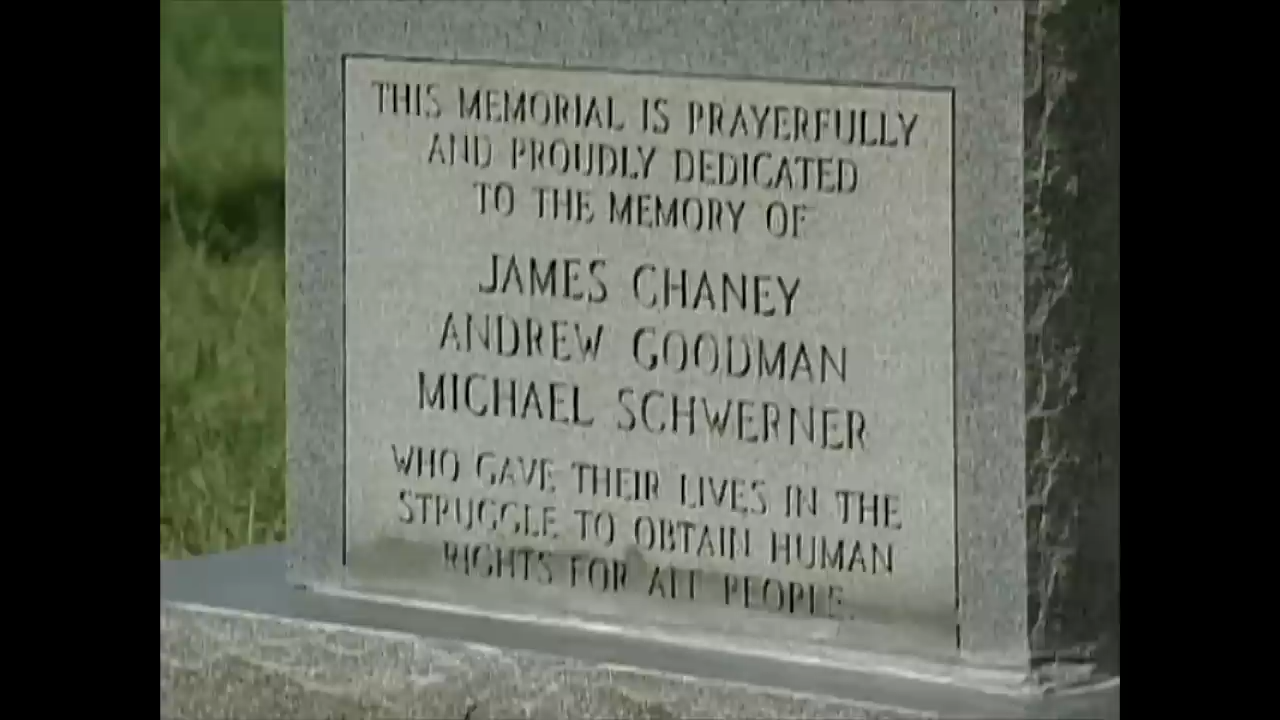 THIS MEMORIAL IS PRAYERFULLY
AND PROUDLY DEDICATED
TO THE MEMORY OF
JAMES CHANEY
ANDREW GOODMAN
MICHAEL SCHWERNER
WHO GAVE THEIR LIVES IN THE
STRUGGLE TO OBTAIN HUMAN
RIGHTS FOR ALL PEOPLE.